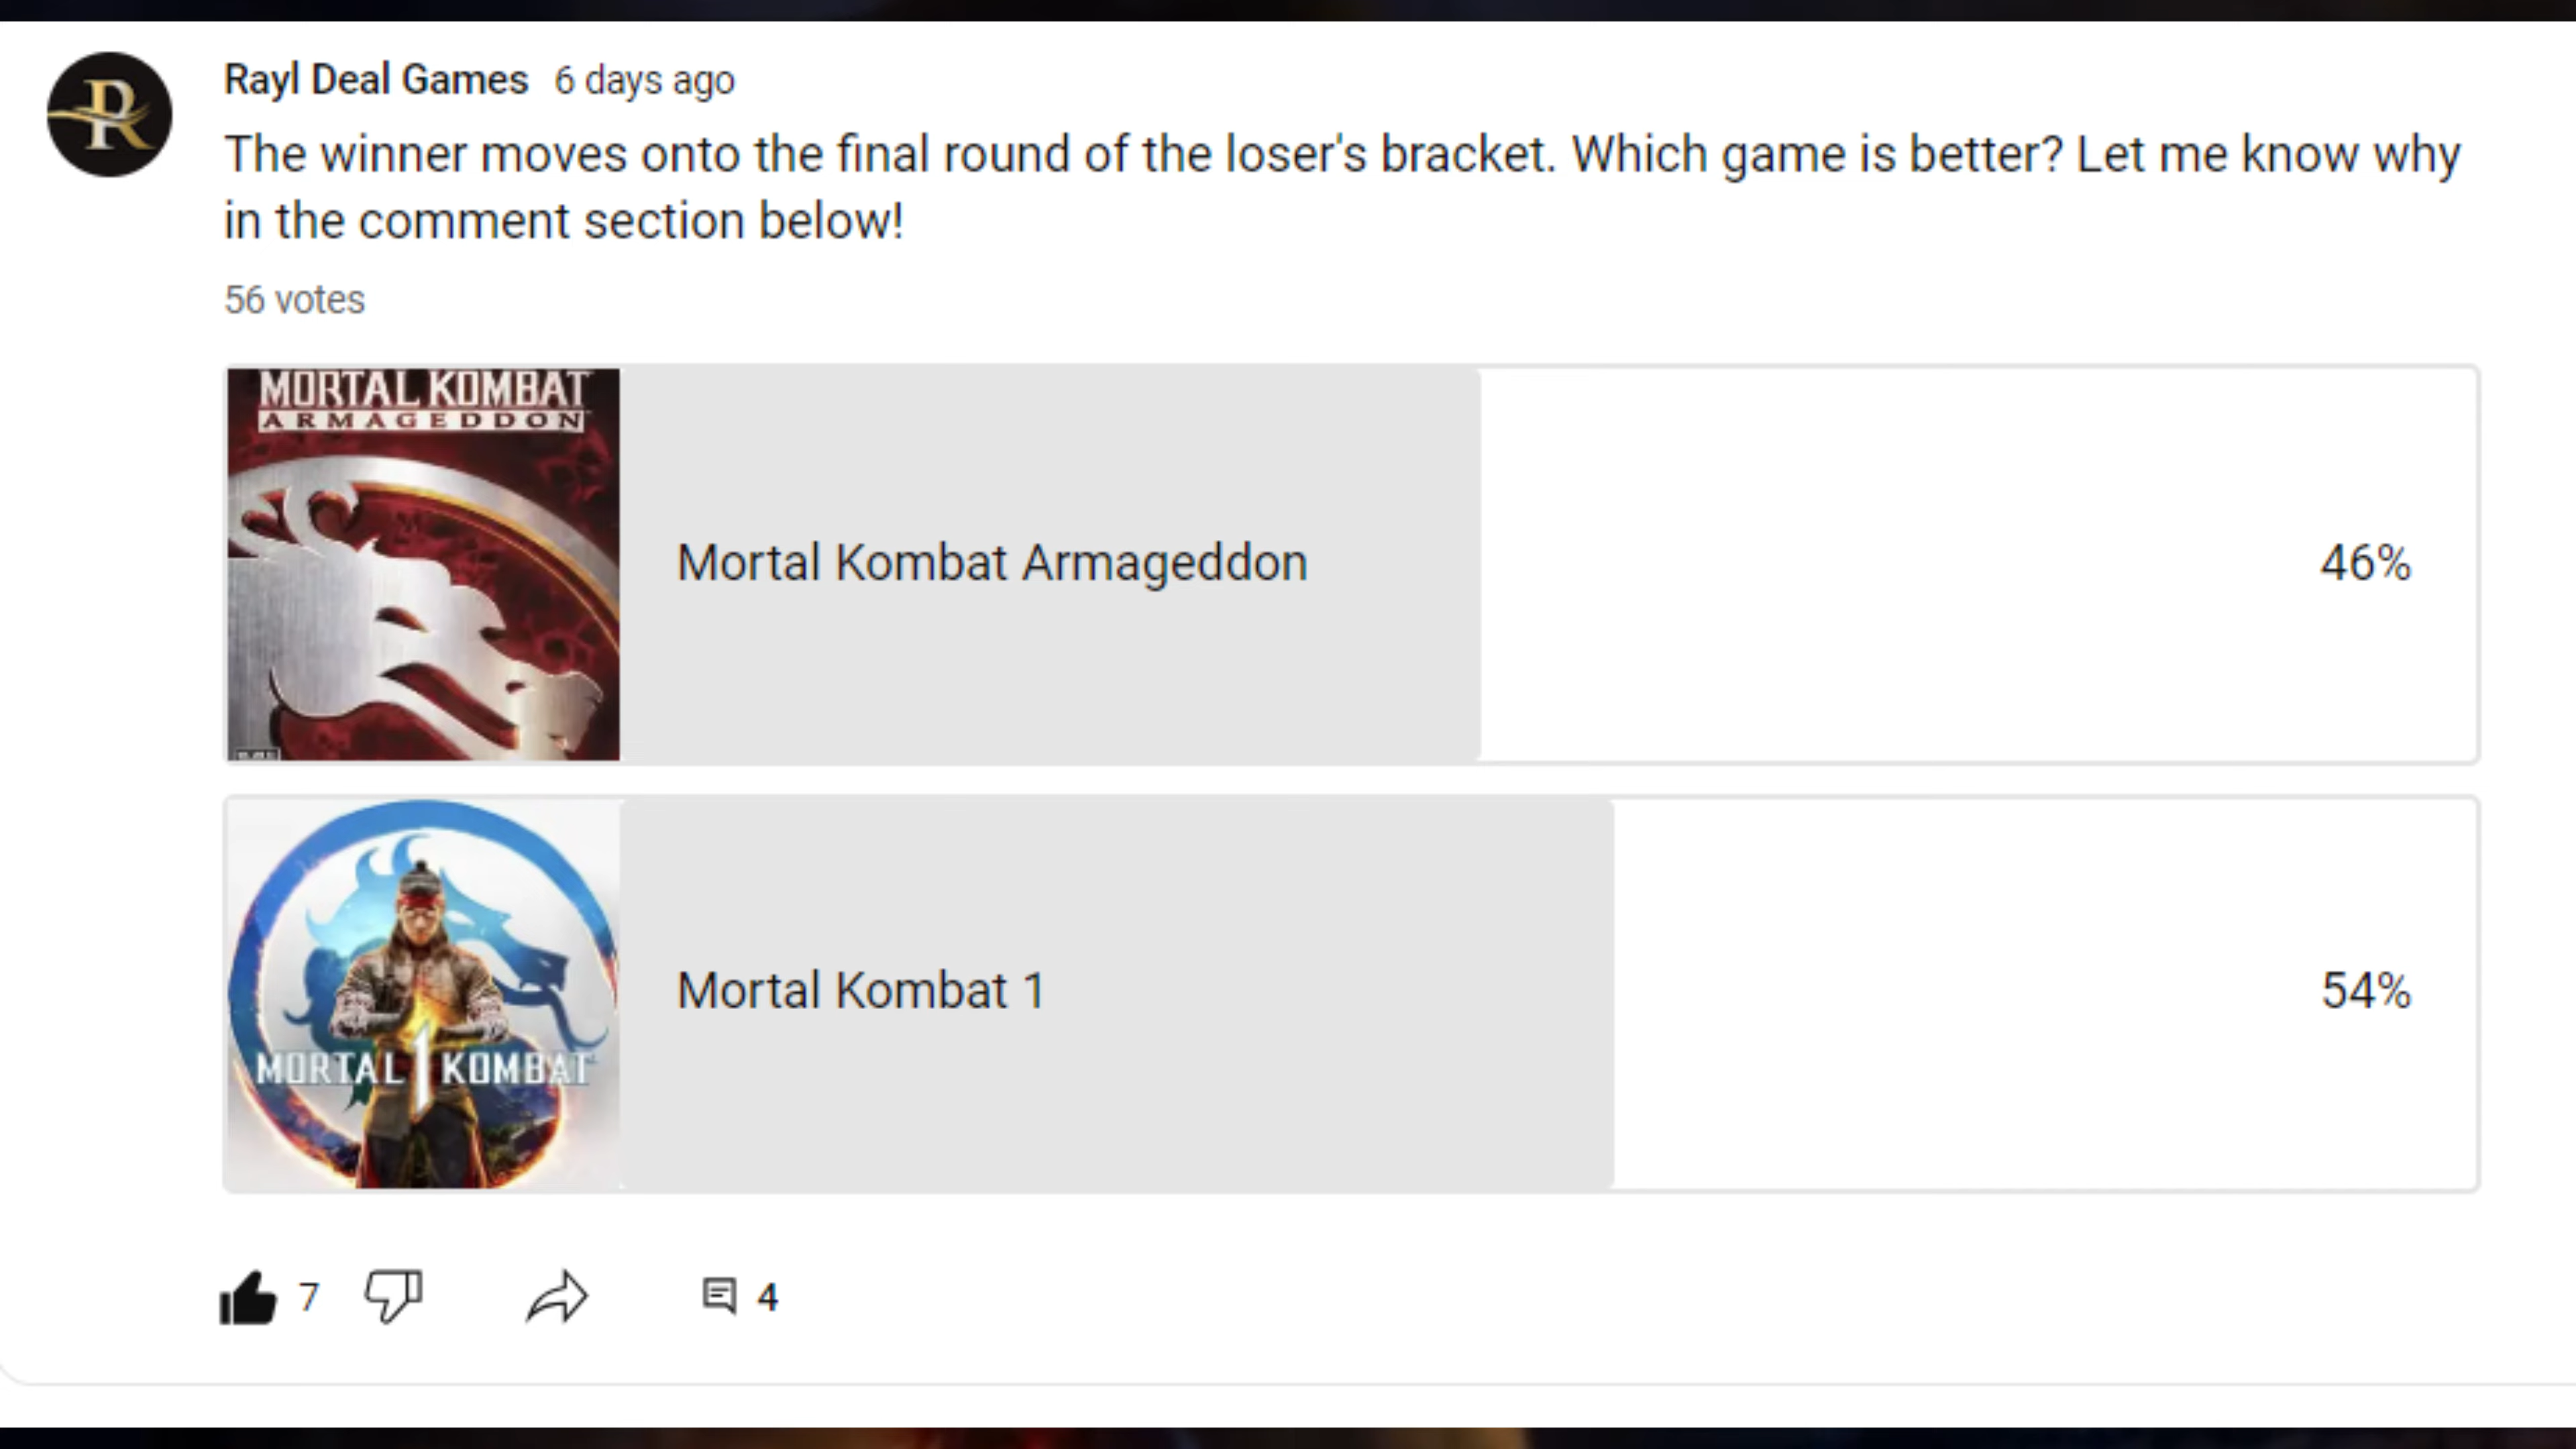 Rayl Deal Games 6 days ago
The winner moves onto the final round of the loser's bracket. Which game is better? Let me know why
in the comment section below!
56 votes
MORTAL KOMBAT
ARMAGEDDON
Mortal Kombat Armageddon
46%
MORTAL 1 KOMBAT
Mortal Kombat 1
54%
7
4